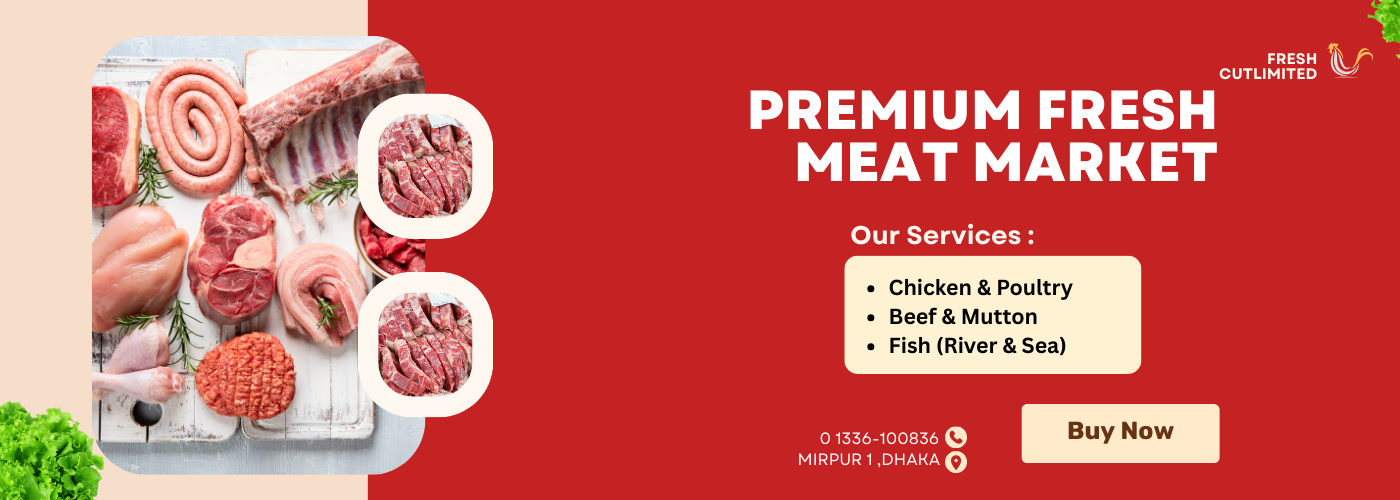 FRESH
CUTLIMITED
PREMIUM FRESH
MEAT MARKET
Our Services :
• Chicken & Poultry
• Beef & Mutton
• Fish (River & Sea)
0 1336-100836
MIRPUR 1 ,DHAKA
Buy Now